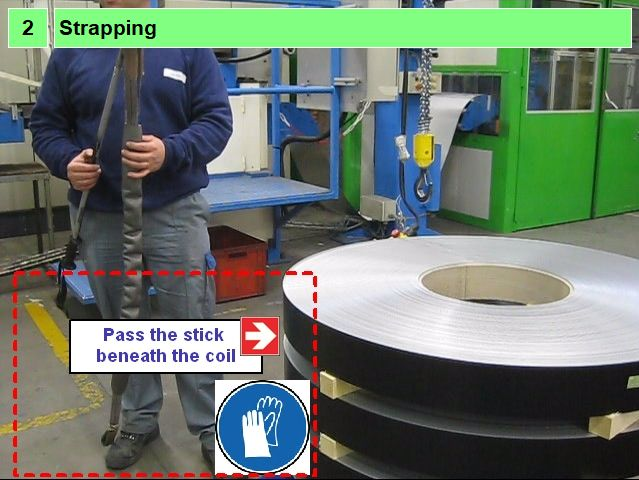 2 Strapping
Pass the stick
beneath the coil